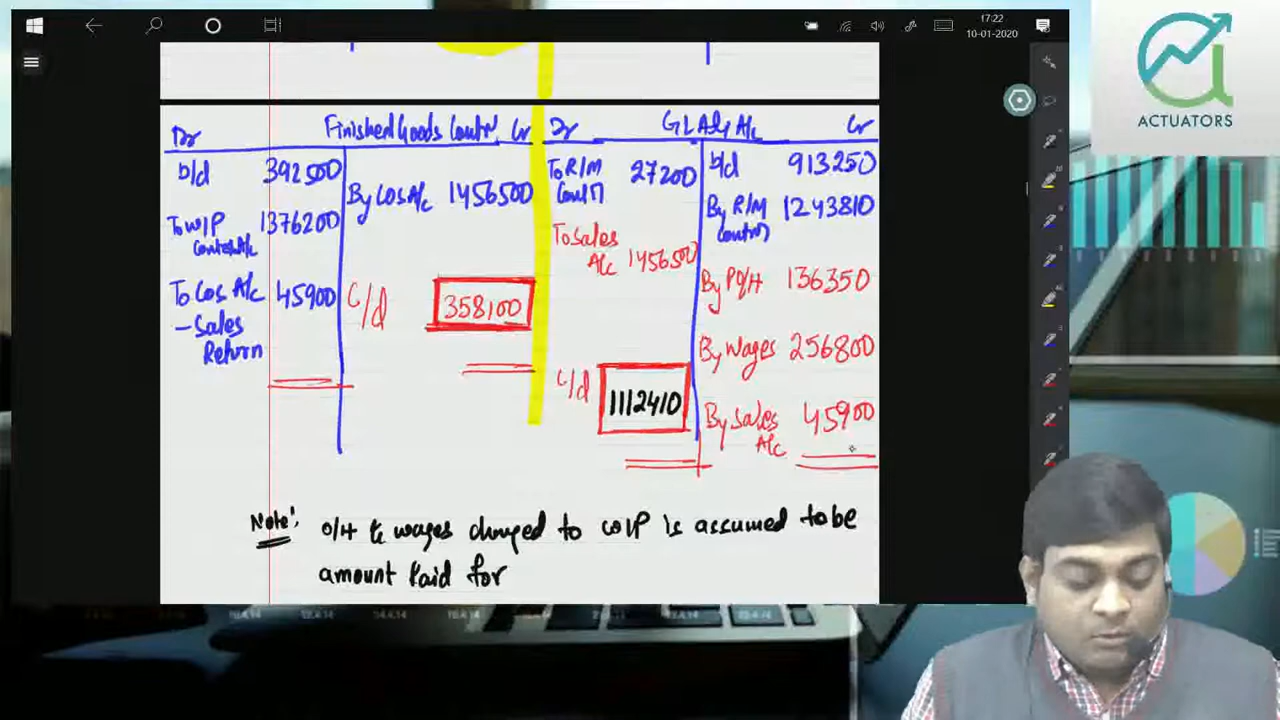 17:22
10-01-2020
ACTUATORS
Dr Finished Goods Control Cr
b/d 392500
To W/P Control A/c 1376200
To Cos A/c 45900
- Sales
Return
By Cos A/c 1456500
c/d 358100
Dr GLAdj A/c Cr
To R/M 27200
Control
To Sales
A/c 1456500
c/d 1112410
b/d 913250
By R/M 1243810
Control
By PO/H 136350
By Wages 256800
By Sales 45900
A/c
Note: O/H & wages charged to WIP is assumed to be
amount paid for